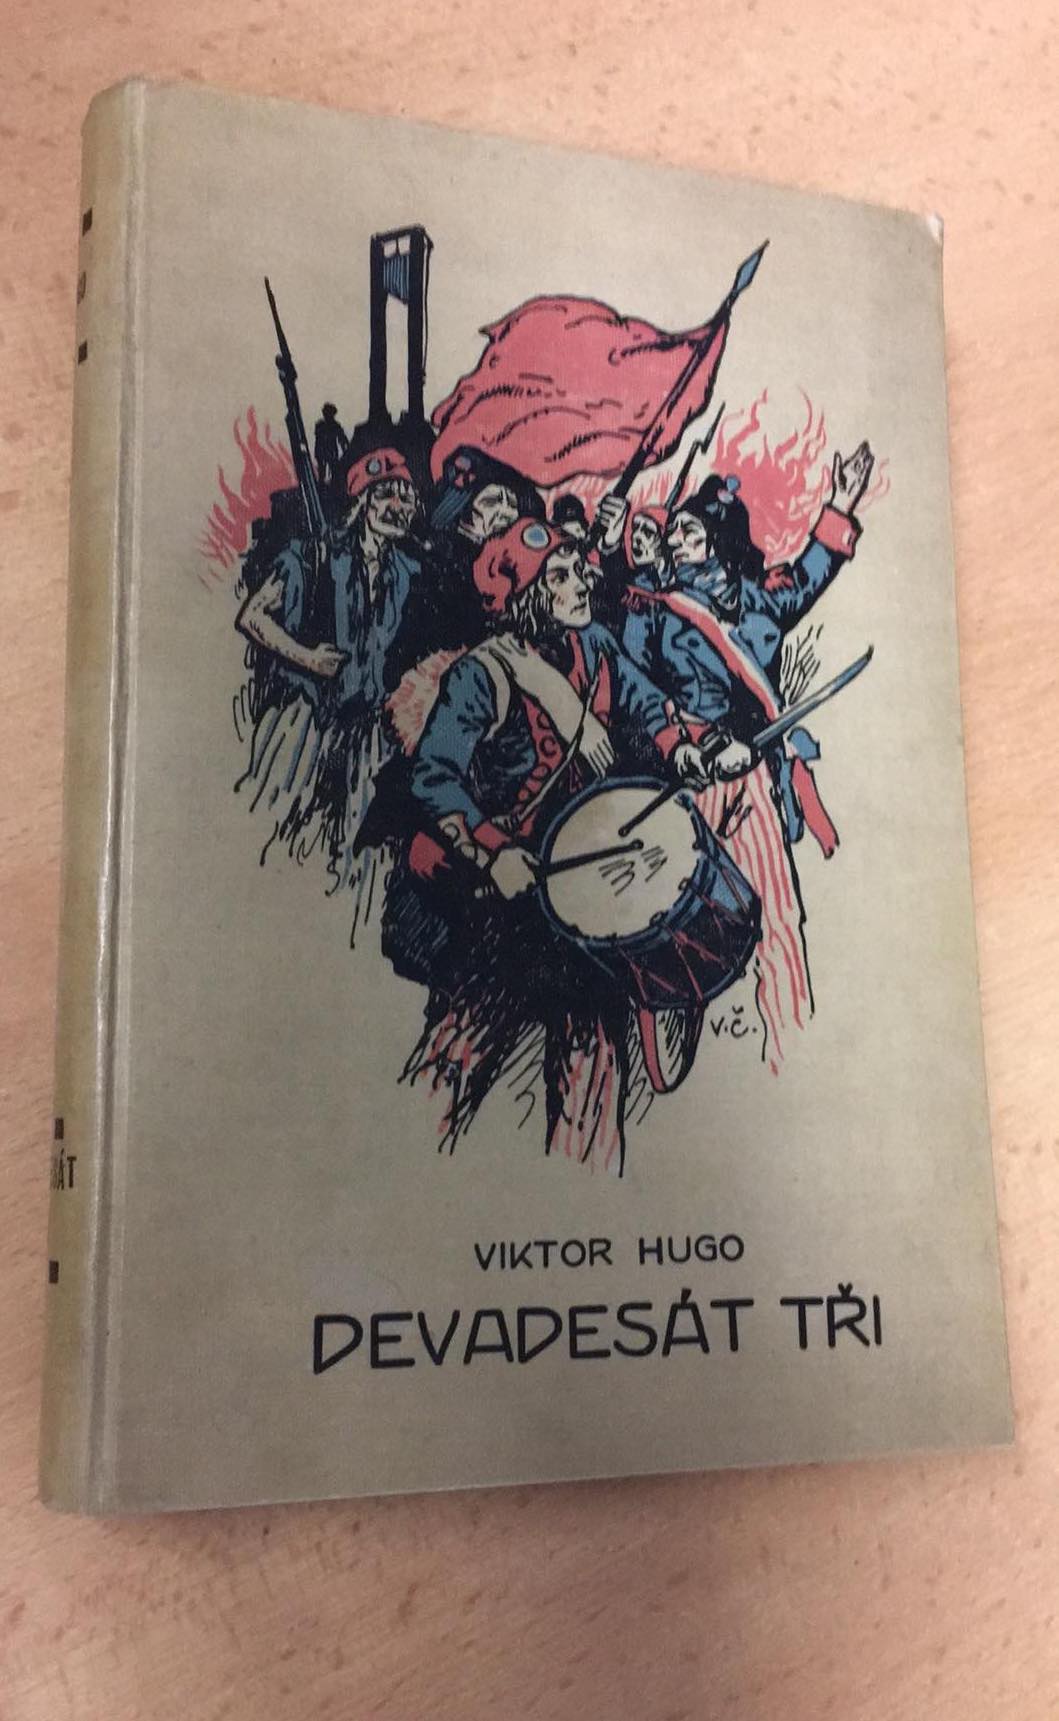 V.Č.
VIKTOR HUGO
DEVADESÁT TŘI